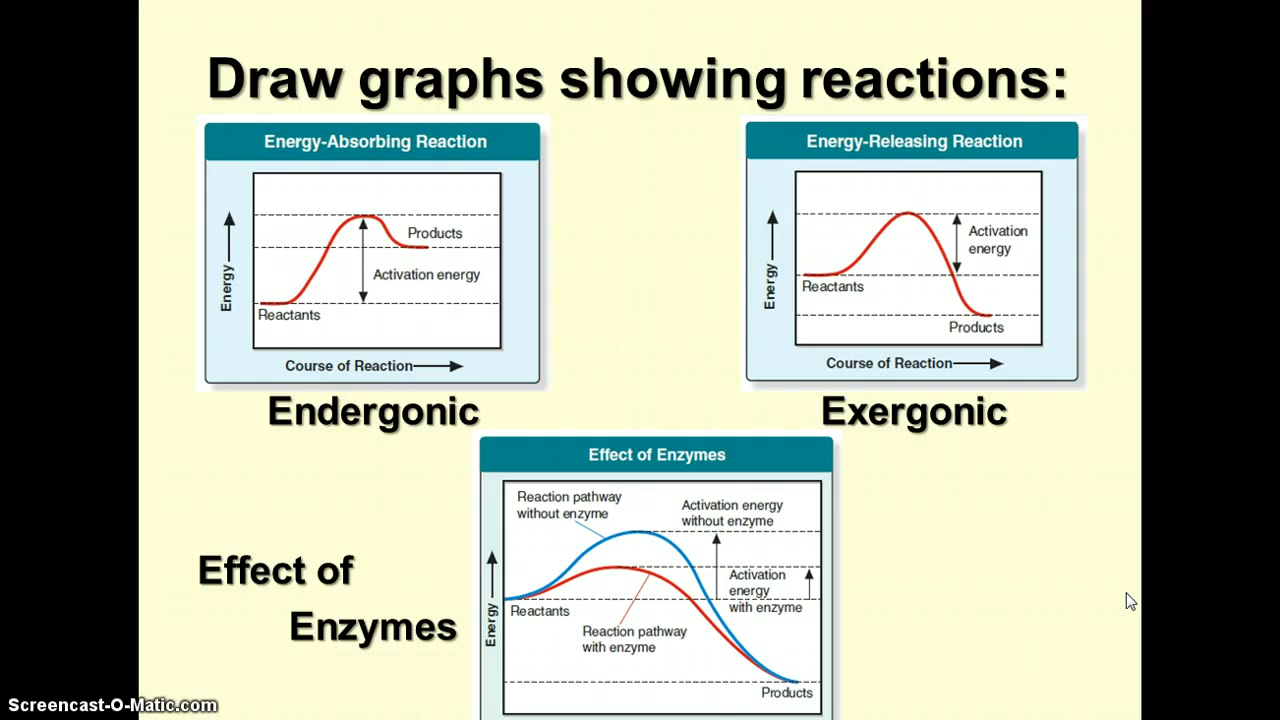 Draw graphs showing reactions:
Energy-Absorbing Reaction
Energy
Products
Activation energy
Reactants
Course of Reaction
Endergonic
Energy-Releasing Reaction
Energy
Activation
energy
Reactants
Products
Course of Reaction
Exergonic
Effect of
Enzymes
Effect of Enzymes
Energy
Reaction pathway
without enzyme
Activation energy
without enzyme
Activation
energy
with enzyme
Reactants
Reaction pathway
with enzyme
Products
Screencast-O-Matic.com